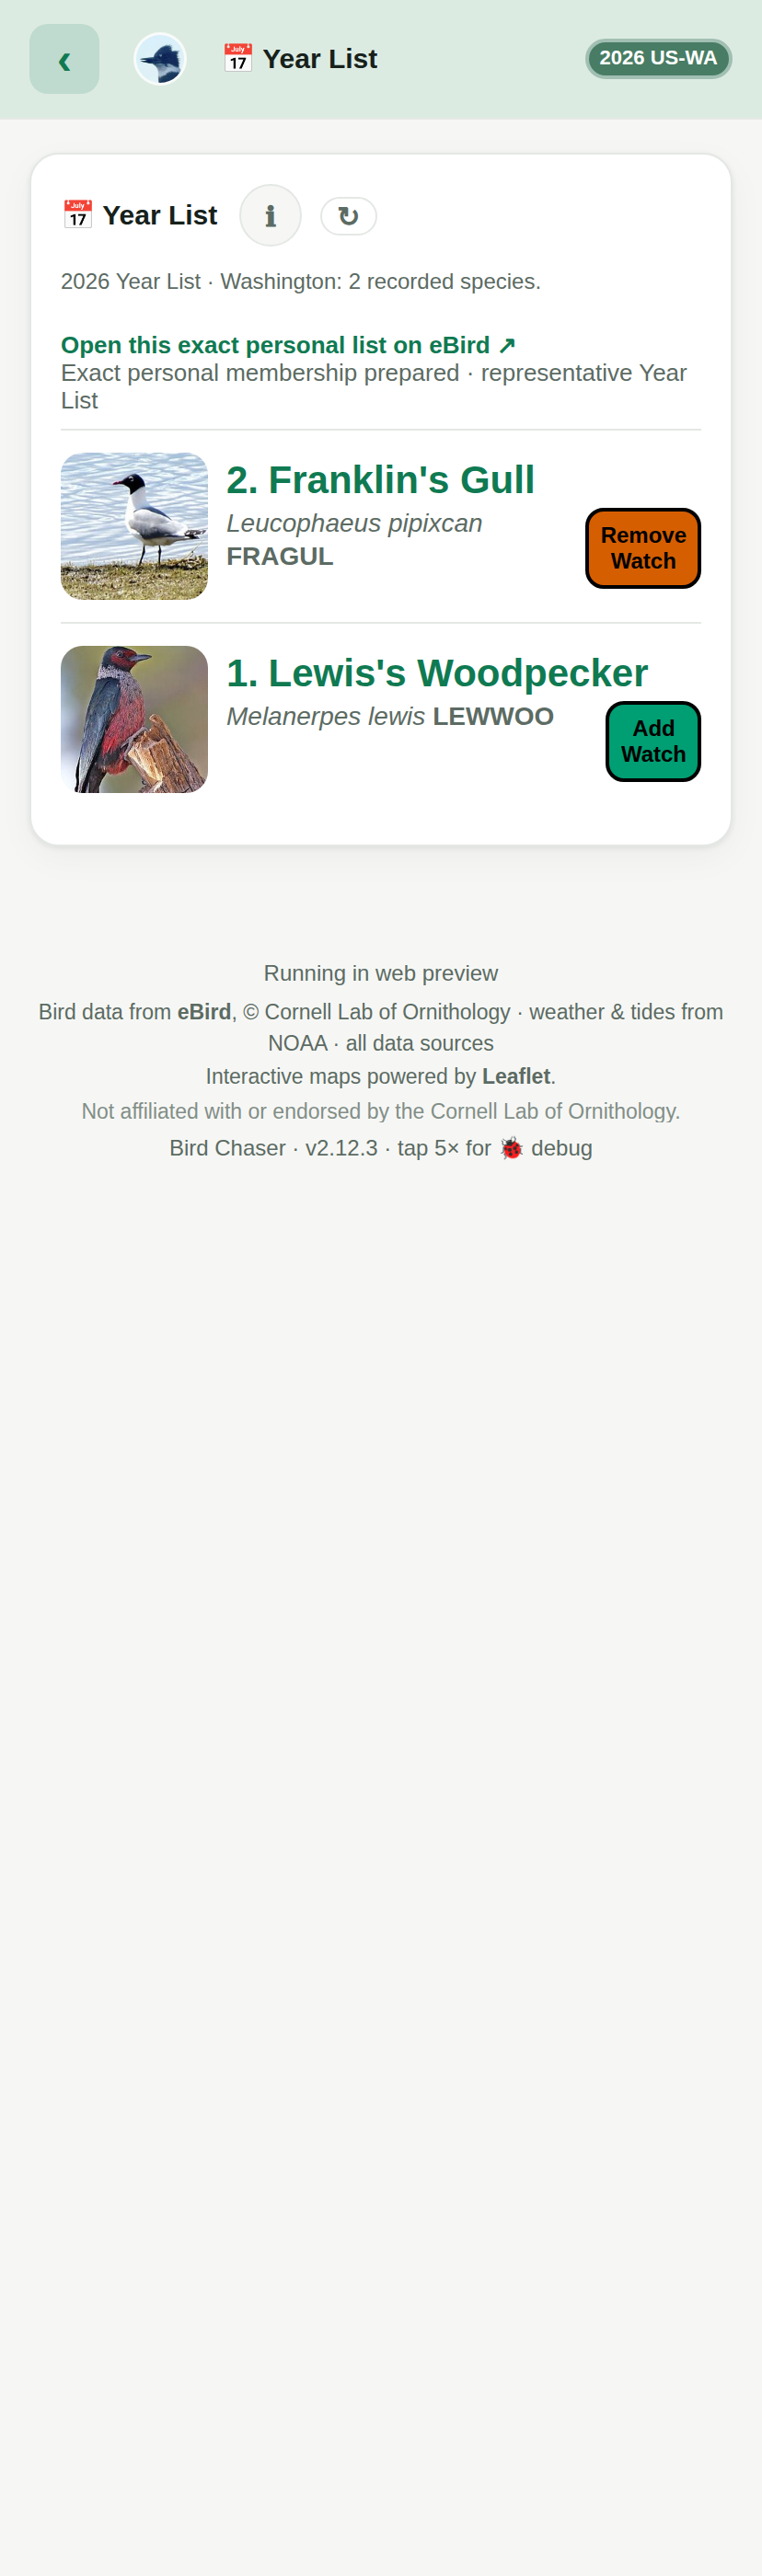 ‹ 📅 Year List 2026 US-WA
📅 Year List ℹ ↻
2026 Year List · Washington: 2 recorded species.
Open this exact personal list on eBird ↗
Exact personal membership prepared · representative Year
List
2. Franklin's Gull
Leucophaeus pipixcan
FRAGUL
Remove
Watch
1. Lewis's Woodpecker
Melanerpes lewis LEWWOO
Add
Watch
Running in web preview
Bird data from eBird, © Cornell Lab of Ornithology · weather & tides from
NOAA · all data sources
Interactive maps powered by Leaflet.
Not affiliated with or endorsed by the Cornell Lab of Ornithology.
Bird Chaser · v2.12.3 · tap 5× for 🐞 debug